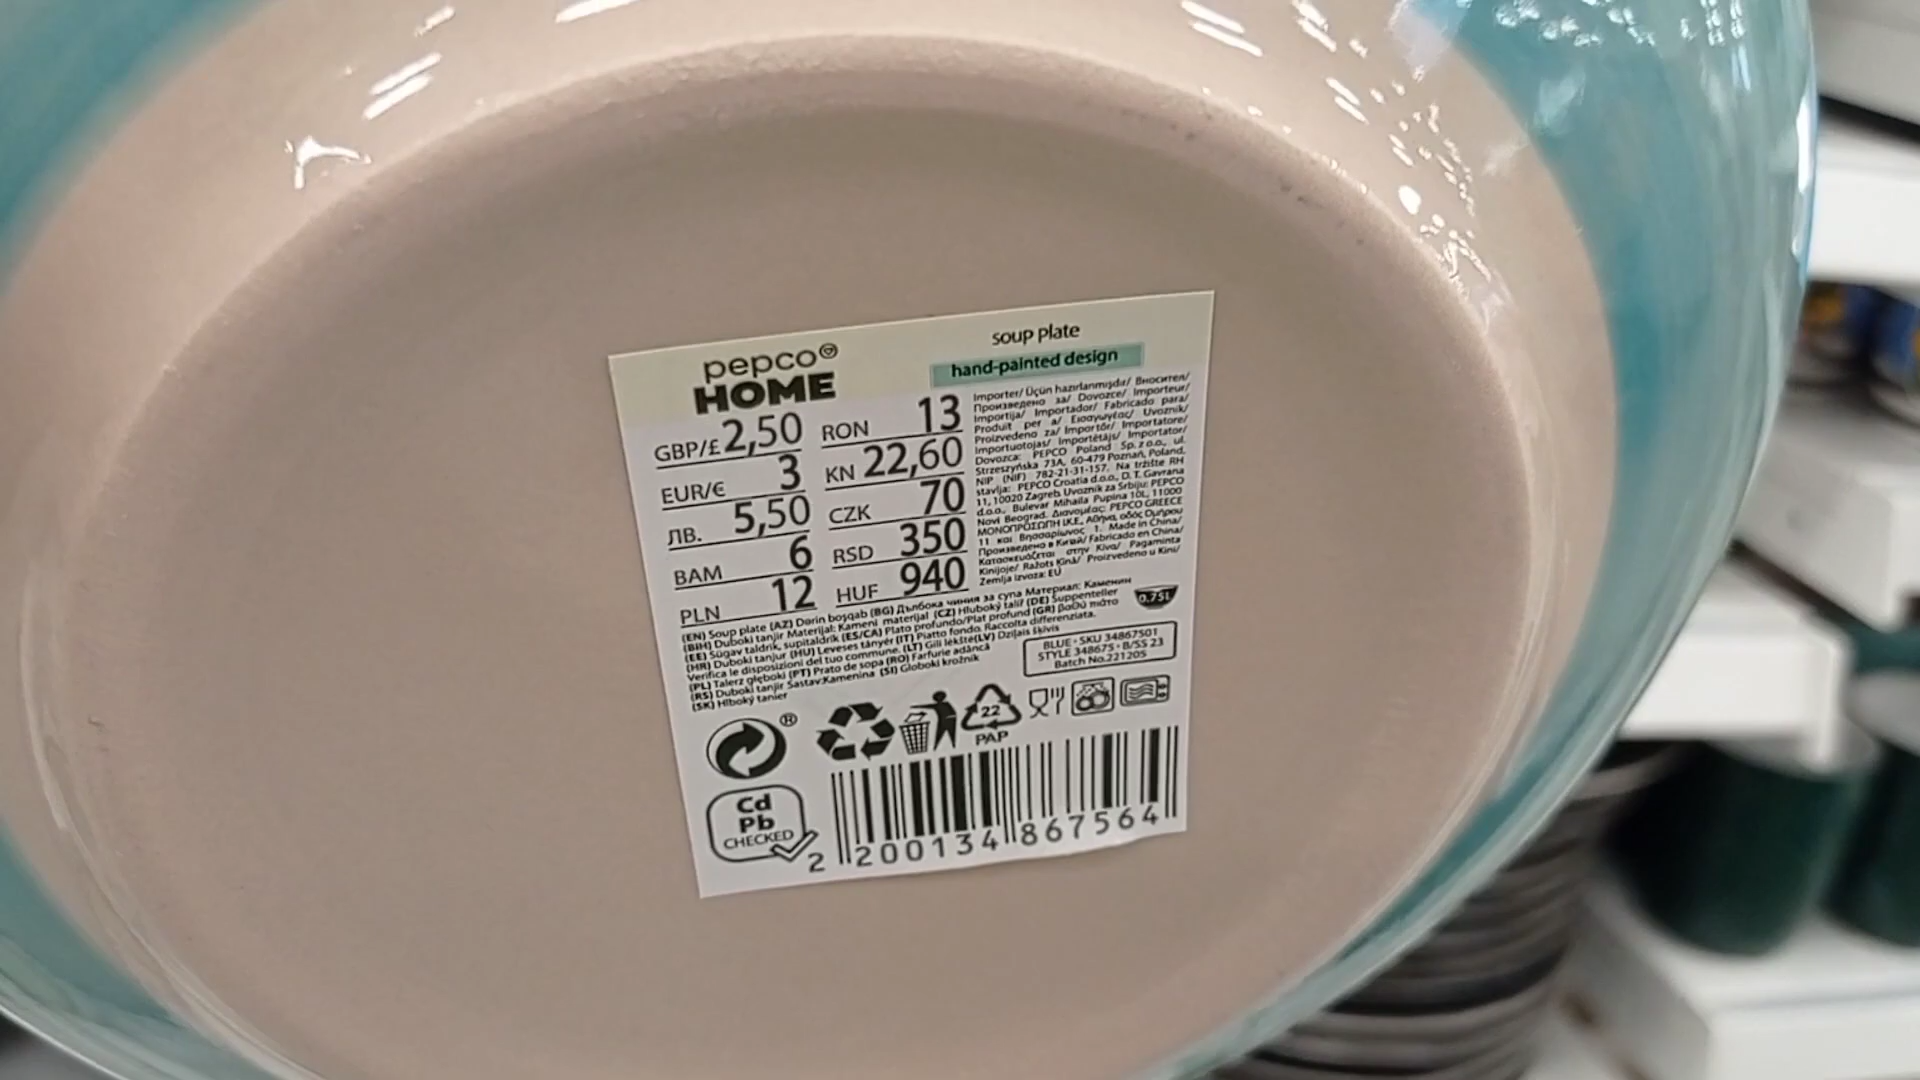 pepco
HOME
soup plate
hand-painted design
GBP/£ 2,50
EUR/€ 3
ЛВ. 5,50
BAM 6
PLN 12
RON 13
KN 22,60
CZK 70
RSD 350
HUF 940
Importer/ Üçün hazırlanmışdır/ Вносител/
Произведено за/ Dovozce/ Importeur/
Importija/ Importador/ Fabricado para/
Produit per a/ Εισαγωγέας/ Uvoznik/
Proizvedeno za/ Importőr/ Importatore/
Importuotojas/ Importētājs/ Importator/
Dovozca: PEPCO Poland Sp. z o.o., ul.
Strzeszyńska 73A, 60-479 Poznań, Poland,
NIP (NIF) 782-21-31-157. Na tržište RH
stavlja: PEPCO Croatia d.o.o., D. T. Gavrana
11, 10020 Zagreb. Uvoznik za Srbiju: PEPCO
d.o.o., Bulevar Mihaila Pupina 10L, 11000
Novi Beograd. Διανομέας: PEPCO GREECE
ΜΟΝΟΠΡΟΣΩΠΗ Ι.Κ.Ε., Αθήνα, οδός Ομήρου
11 και Βησσαρίωνος 1. Made in China/
Произведено в Китай/ Fabricado en China/
Κατασκευάζεται στην Κίνα/ Pagaminta
Kinijoje/ Ražots Ķīnā/ Proizvedeno u Kini/
Zemlja izvoza: EU
(EN) Soup plate (AZ) Dərin boşqab (BG) Дълбока чиния за супа Материал: Каменин
(BIH) Duboki tanjir Materijal: Kameni materijal (CZ) Hluboký talíř (DE) Suppenteller
(EE) Sügav taldrik, supitaldrik (ES/CA) Plato profundo/Plat profund (GR) Βαθύ πιάτο
(HR) Duboki tanjur (HU) Leveses tányér (IT) Piatto fondo. Raccolta differenziata.
Verifica le disposizioni del tuo comune. (LT) Gili lėkštė (LV) Dziļais šķīvis
(PL) Talerz głęboki (PT) Prato de sopa (RO) Farfurie adâncă
(RS) Duboki tanjir Sastav:Kamenina (SI) Globoki krožnik
(SK) Hlboký tanier
0.75L
BLUE • SKU 34867501
STYLE 348675 • B/SS 23
Batch No.221205
®
22
PAP
Cd
Pb
CHECKED
2 200134 867564